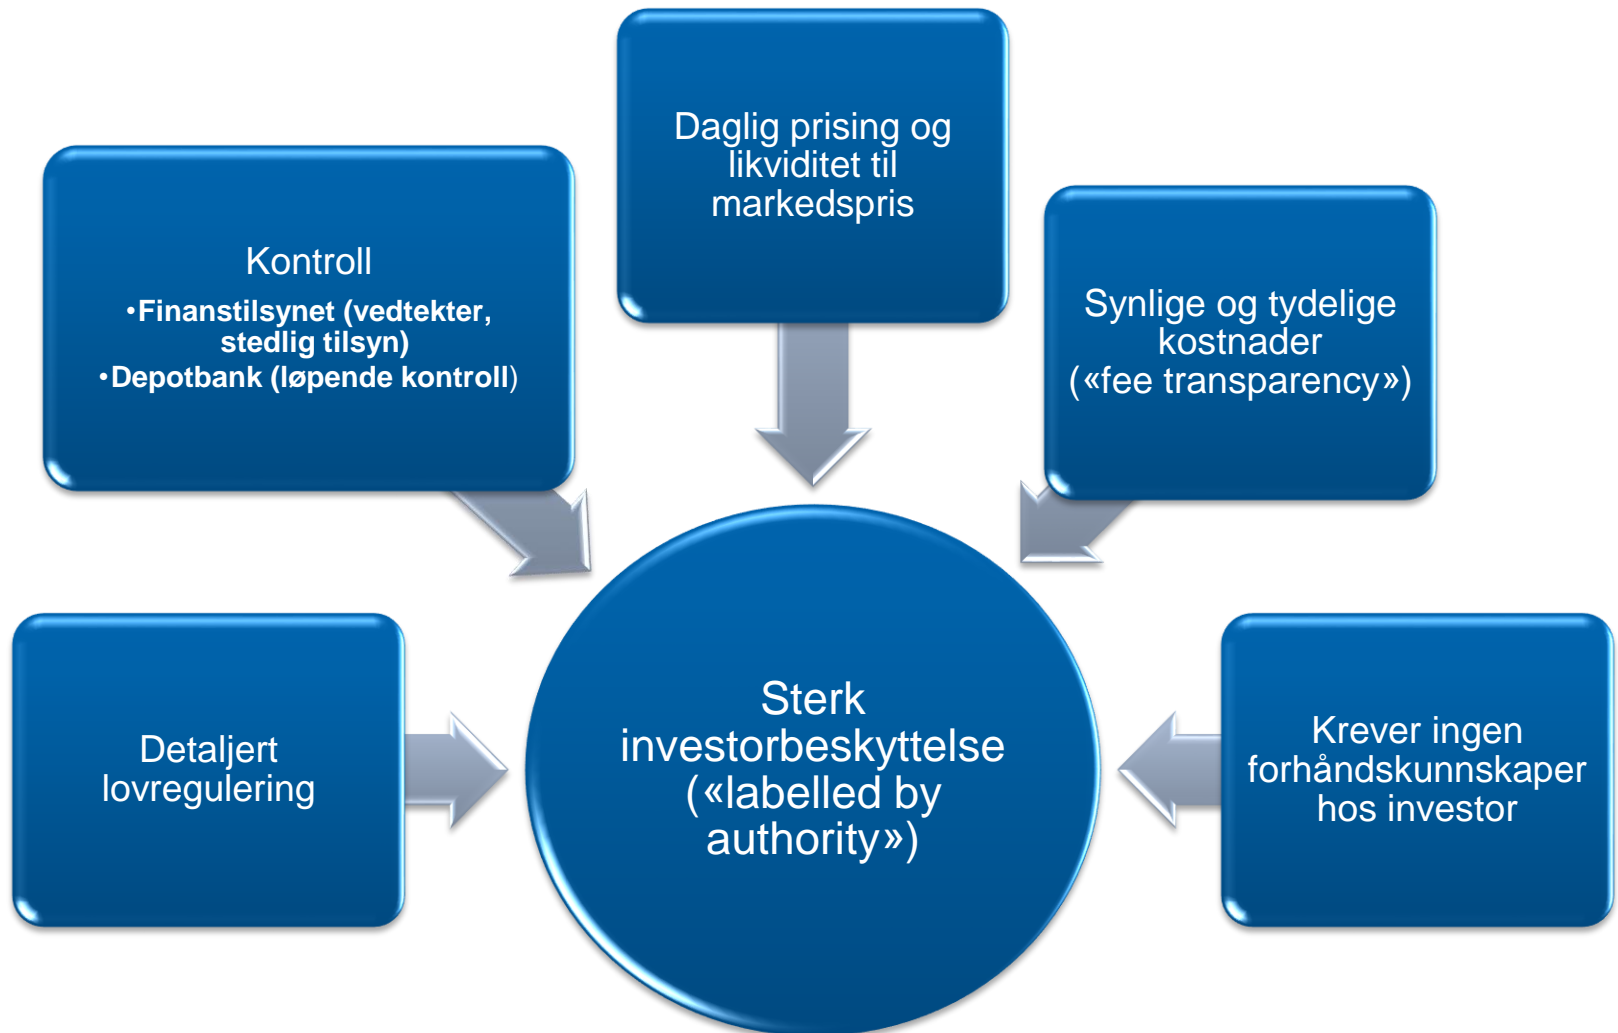 Daglig prising og
likviditet til
markedspris
Kontroll
•Finanstilsynet (vedtekter,
stedlig tilsyn)
•Depotbank (løpende kontroll)
Synlige og tydelige
kostnader
(«fee transparency»)
Detaljert
lovregulering
Sterk
investorbeskyttelse
(«labelled by
authority»)
Krever ingen
forhåndskunnskaper
hos investor